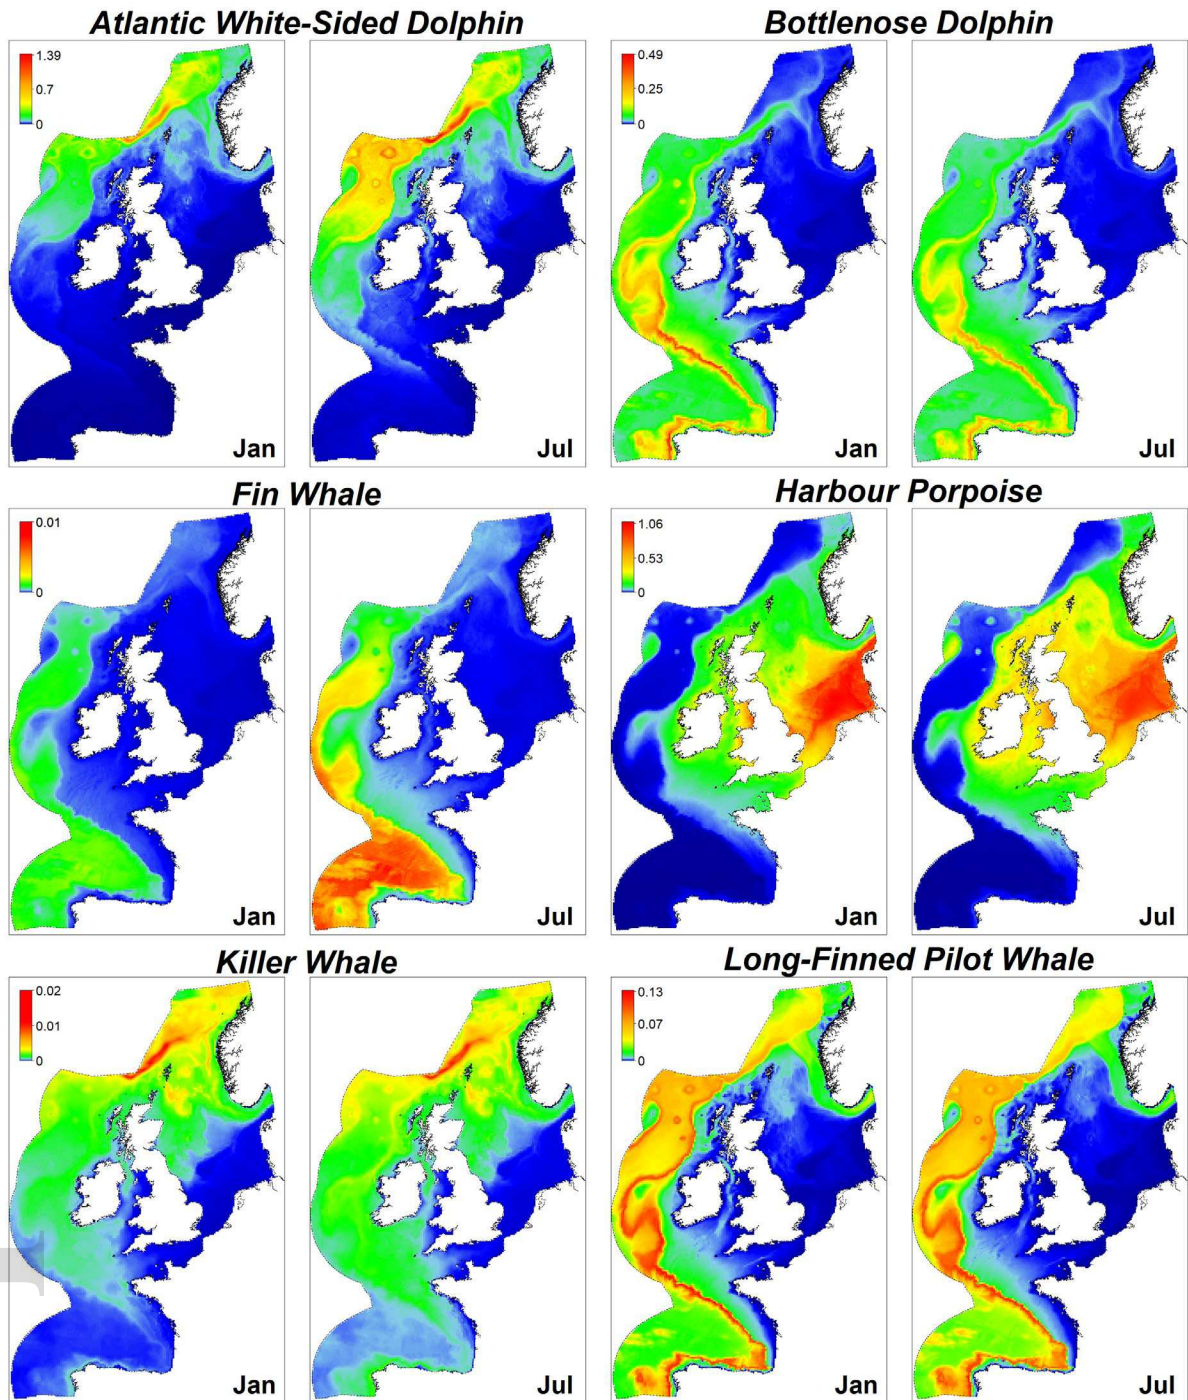 Atlantic White-Sided Dolphin
Bottlenose Dolphin
1.39
0.7
0
Jan
Jul
0.49
0.25
0
Jan
Jul
Fin Whale
Harbour Porpoise
0.01
0
Jan
Jul
1.06
0.53
0
Jan
Jul
Killer Whale
Long-Finned Pilot Whale
0.02
0.01
0
Jan
Jul
0.13
0.07
0
Jan
Jul